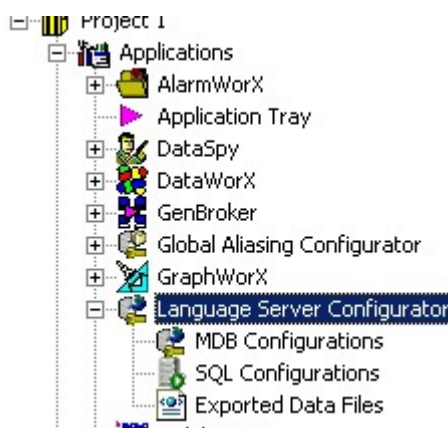 Project 1
Applications
AlarmWorX
Application Tray
DataSpy
DataWorX
GenBroker
Global Aliasing Configurator
GraphWorX
Language Server Configurator
MDB Configurations
SQL Configurations
Exported Data Files